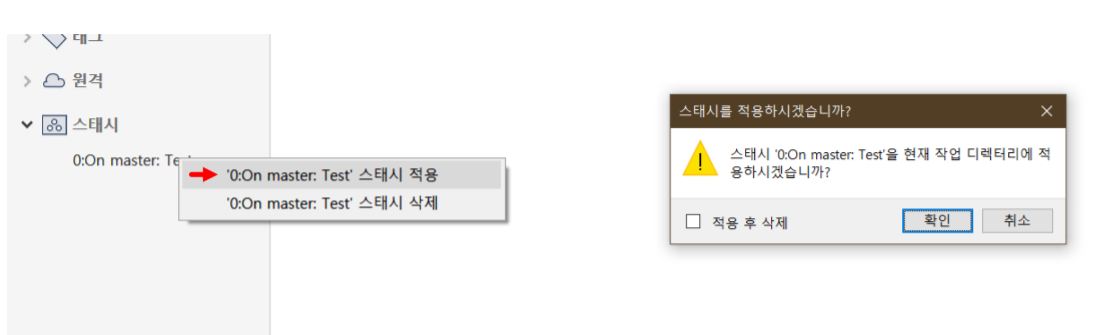 태그
원격
스태시
0:On master: Test
'0:On master: Test' 스태시 적용
'0:On master: Test' 스태시 삭제
스태시를 적용하시겠습니까?
스태시 '0:On master: Test'을 현재 작업 디렉터리에 적
용하시겠습니까?
적용 후 삭제
확인
취소